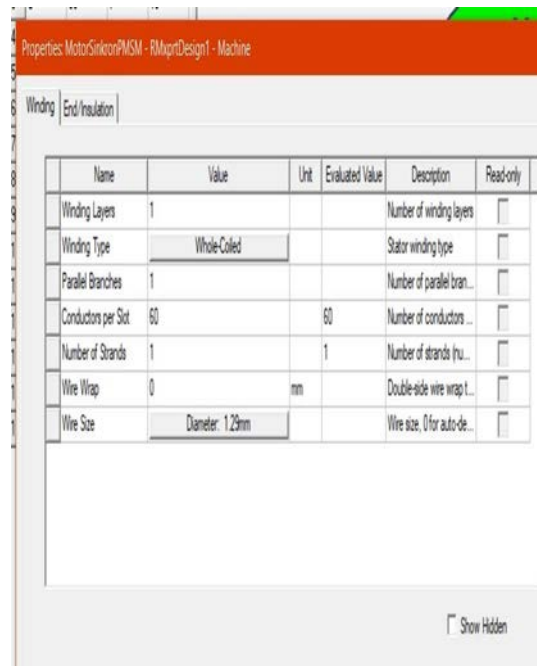 Properties: MotorSinkronPMSM - RMxprtDesign1 - Machine
Winding End/Insulation
Name Value Unit Evaluated Value Description Read-only
Winding Layers 1 Number of winding layers
Winding Type Whole-Coiled Stator winding type
Parallel Branches 1 Number of parallel bran...
Conductors per Slot 60 60 Number of conductors ...
Number of Strands 1 1 Number of strands (nu...
Wire Wrap 0 mm Double-side wire wrap t...
Wire Size Diameter: 1.29mm Wire size, 0 for auto-de...
Show Hidden